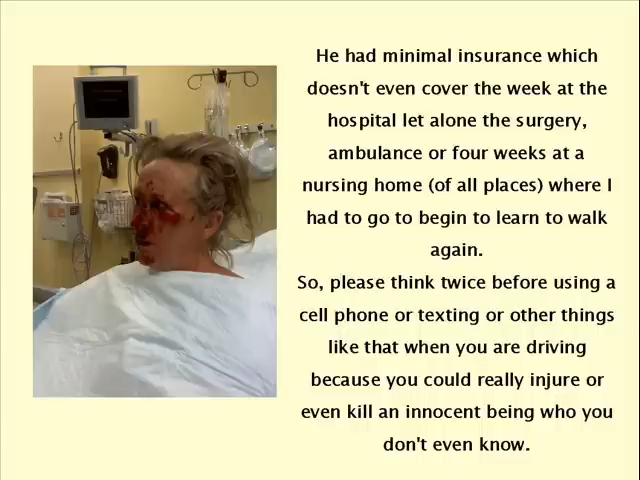 He had minimal insurance which
doesn't even cover the week at the
hospital let alone the surgery,
ambulance or four weeks at a
nursing home (of all places) where I
had to go to begin to learn to walk
again.
So, please think twice before using a
cell phone or texting or other things
like that when you are driving
because you could really injure or
even kill an innocent being who you
don't even know.